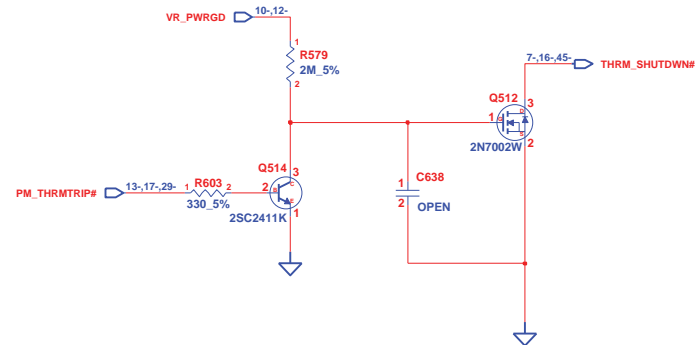 VR_PWRGD 10-,12-
1
R579
2M_5%
2
7-,16-,45- THRM_SHUTDWN#
Q512
3
D
1 G
S
2
2N7002W
Q514
3
C
PM_THRMTRIP# 13-,17-,29- 1 R603 2
330_5%
2 B
E
2SC2411K 1
C638
1
2
OPEN